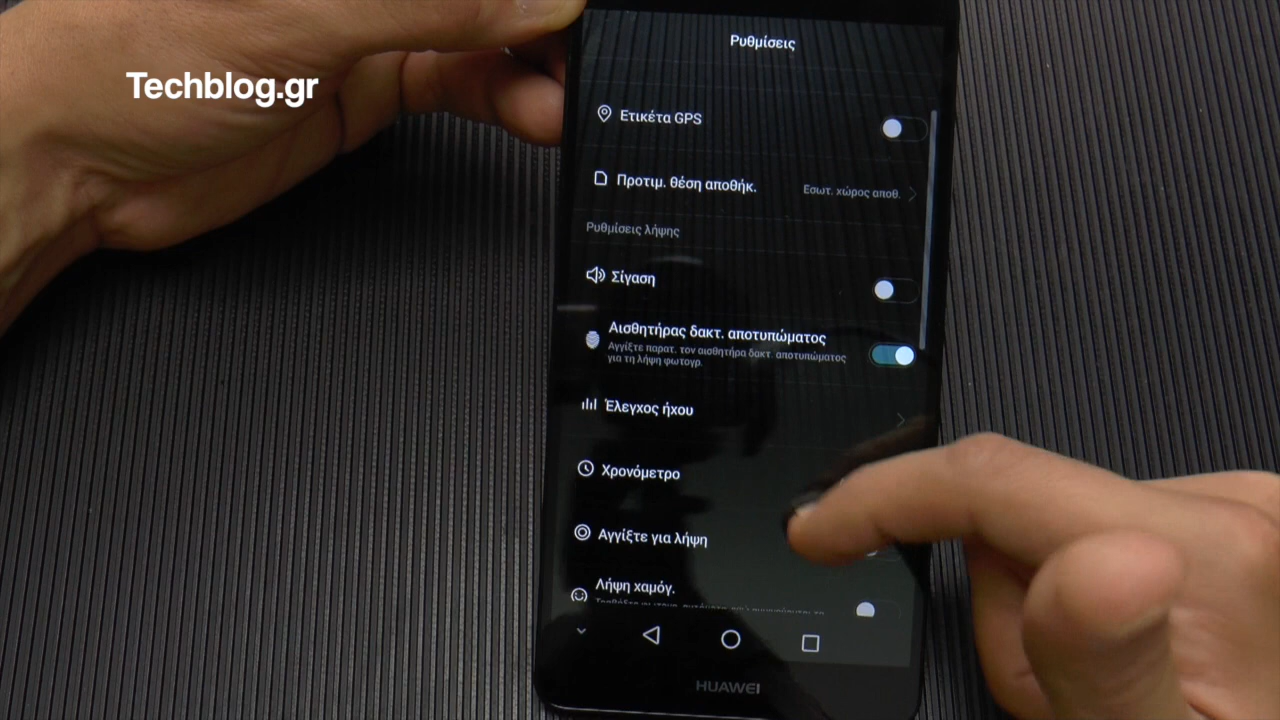 Techblog.gr
Ρυθμίσεις
Ετικέτα GPS
Προτιμ. θέση αποθήκ.
Εσωτ. χώρος αποθ.
Ρυθμίσεις λήψης
Σίγαση
Αισθητήρας δακτ. αποτυπώματος
Αγγίξτε παρατ. τον αισθητήρα δακτ. αποτυπώματος
για τη λήψη φωτογρ.
Έλεγχος ήχου
Χρονόμετρο
Αγγίξτε για λήψη
Λήψη χαμόγ.
HUAWEI